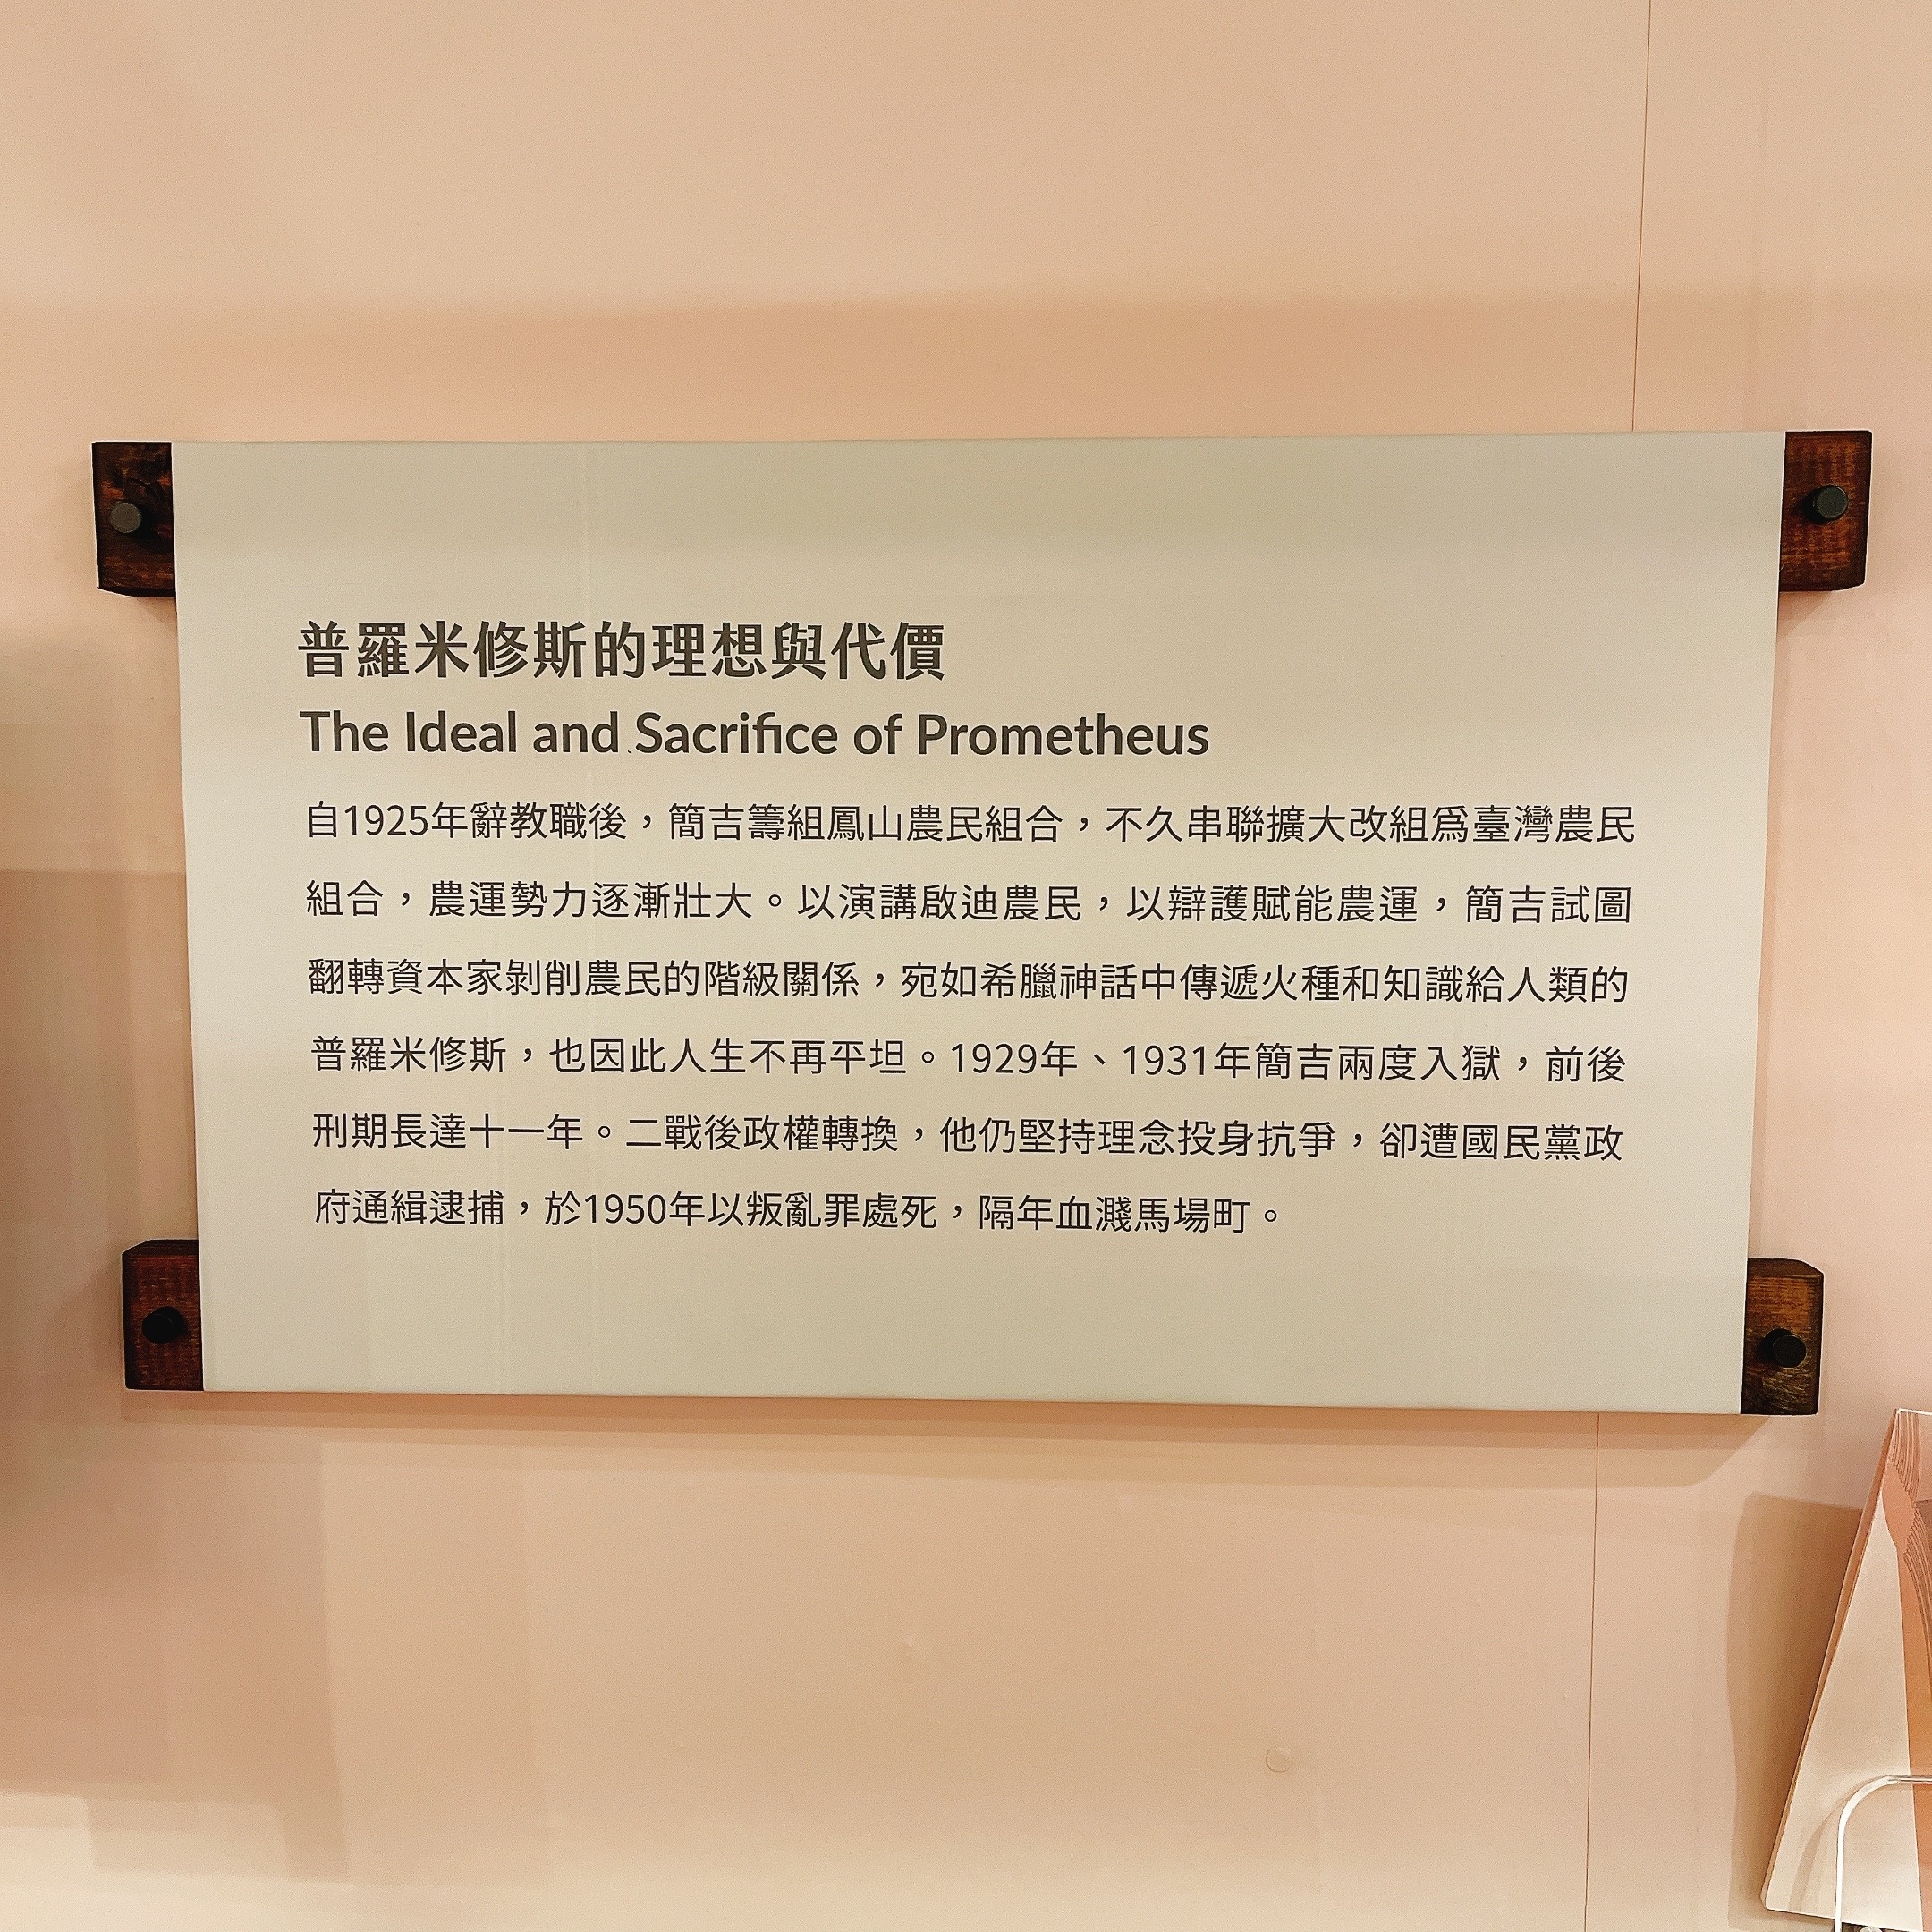 普羅米修斯的理想與代價
The Ideal and Sacrifice of Prometheus
自1925年辭教職後，簡吉籌組鳳山農民組合，不久串聯擴大改組爲臺灣農民
組合，農運勢力逐漸壯大。以演講啟迪農民，以辯護賦能農運，簡吉試圖
翻轉資本家剝削農民的階級關係，宛如希臘神話中傳遞火種和知識給人類的
普羅米修斯，也因此人生不再平坦。1929年、1931年簡吉兩度入獄，前後
刑期長達十一年。二戰後政權轉換，他仍堅持理念投身抗爭，卻遭國民黨政
府通緝逮捕，於1950年以叛亂罪處死，隔年血濺馬場町。